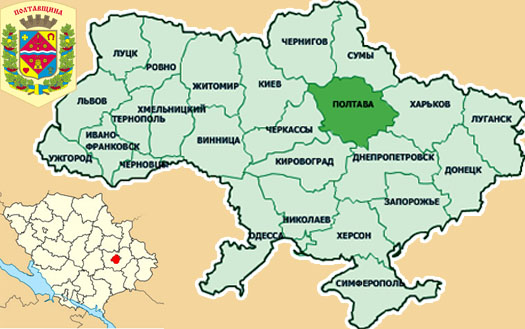 ПОЛТАВЩИНА
ЧЕРНИГОВ
СУМЫ
ЛУЦК
РОВНО
ЖИТОМИР
КИЕВ
ПОЛТАВА
ХАРЬКОВ
ЛУГАНСК
ЛЬВОВ
ХМЕЛЬНИЦКИЙ
ТЕРНОПОЛЬ
ВИННИЦА
ЧЕРКАССЫ
ИВАНО-
ФРАНКОВСК
УЖГОРОД
ЧЕРНОВЦЫ
КИРОВОГРАД
ДНЕПРОПЕТРОВСК
ДОНЕЦК
ЗАПОРОЖЬЕ
НИКОЛАЕВ
ОДЕССА
ХЕРСОН
СИМФЕРОПОЛЬ